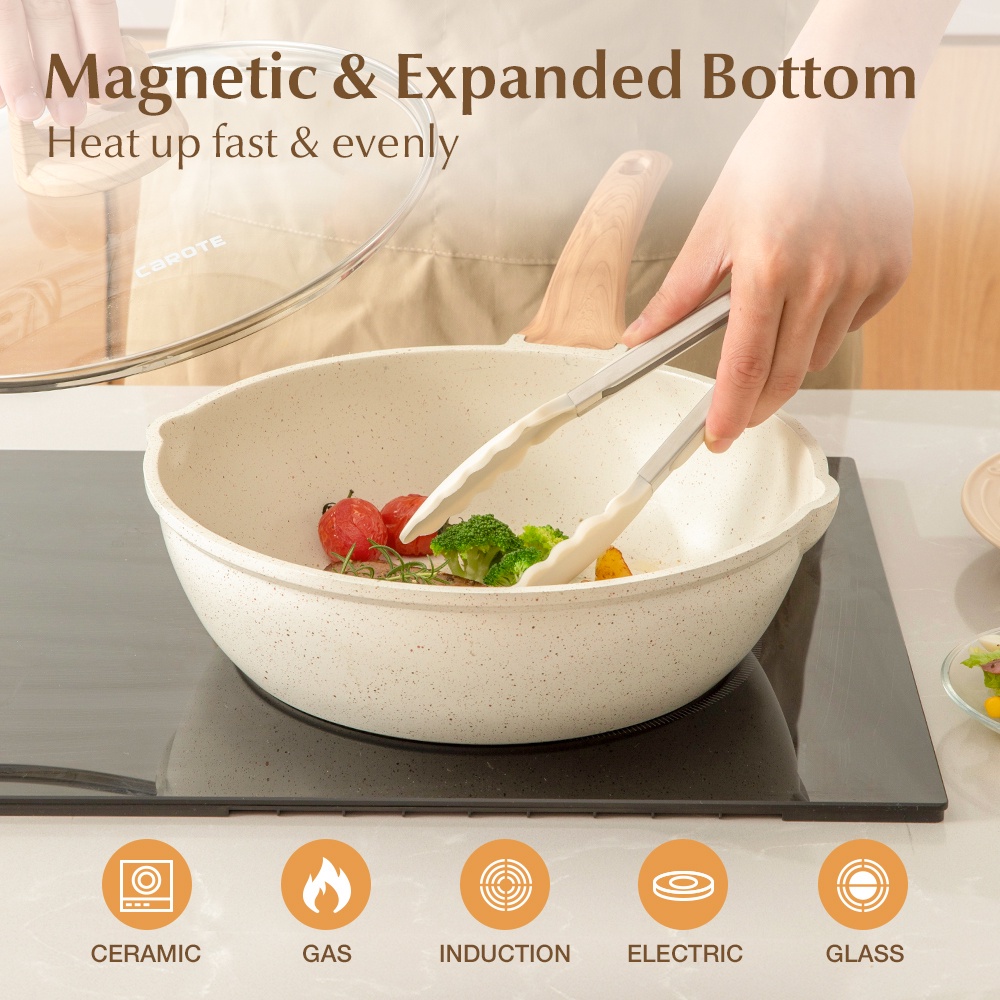 Magnetic & Expanded Bottom
Heat up fast & evenly
CAROTE
CERAMIC
GAS
INDUCTION
ELECTRIC
GLASS